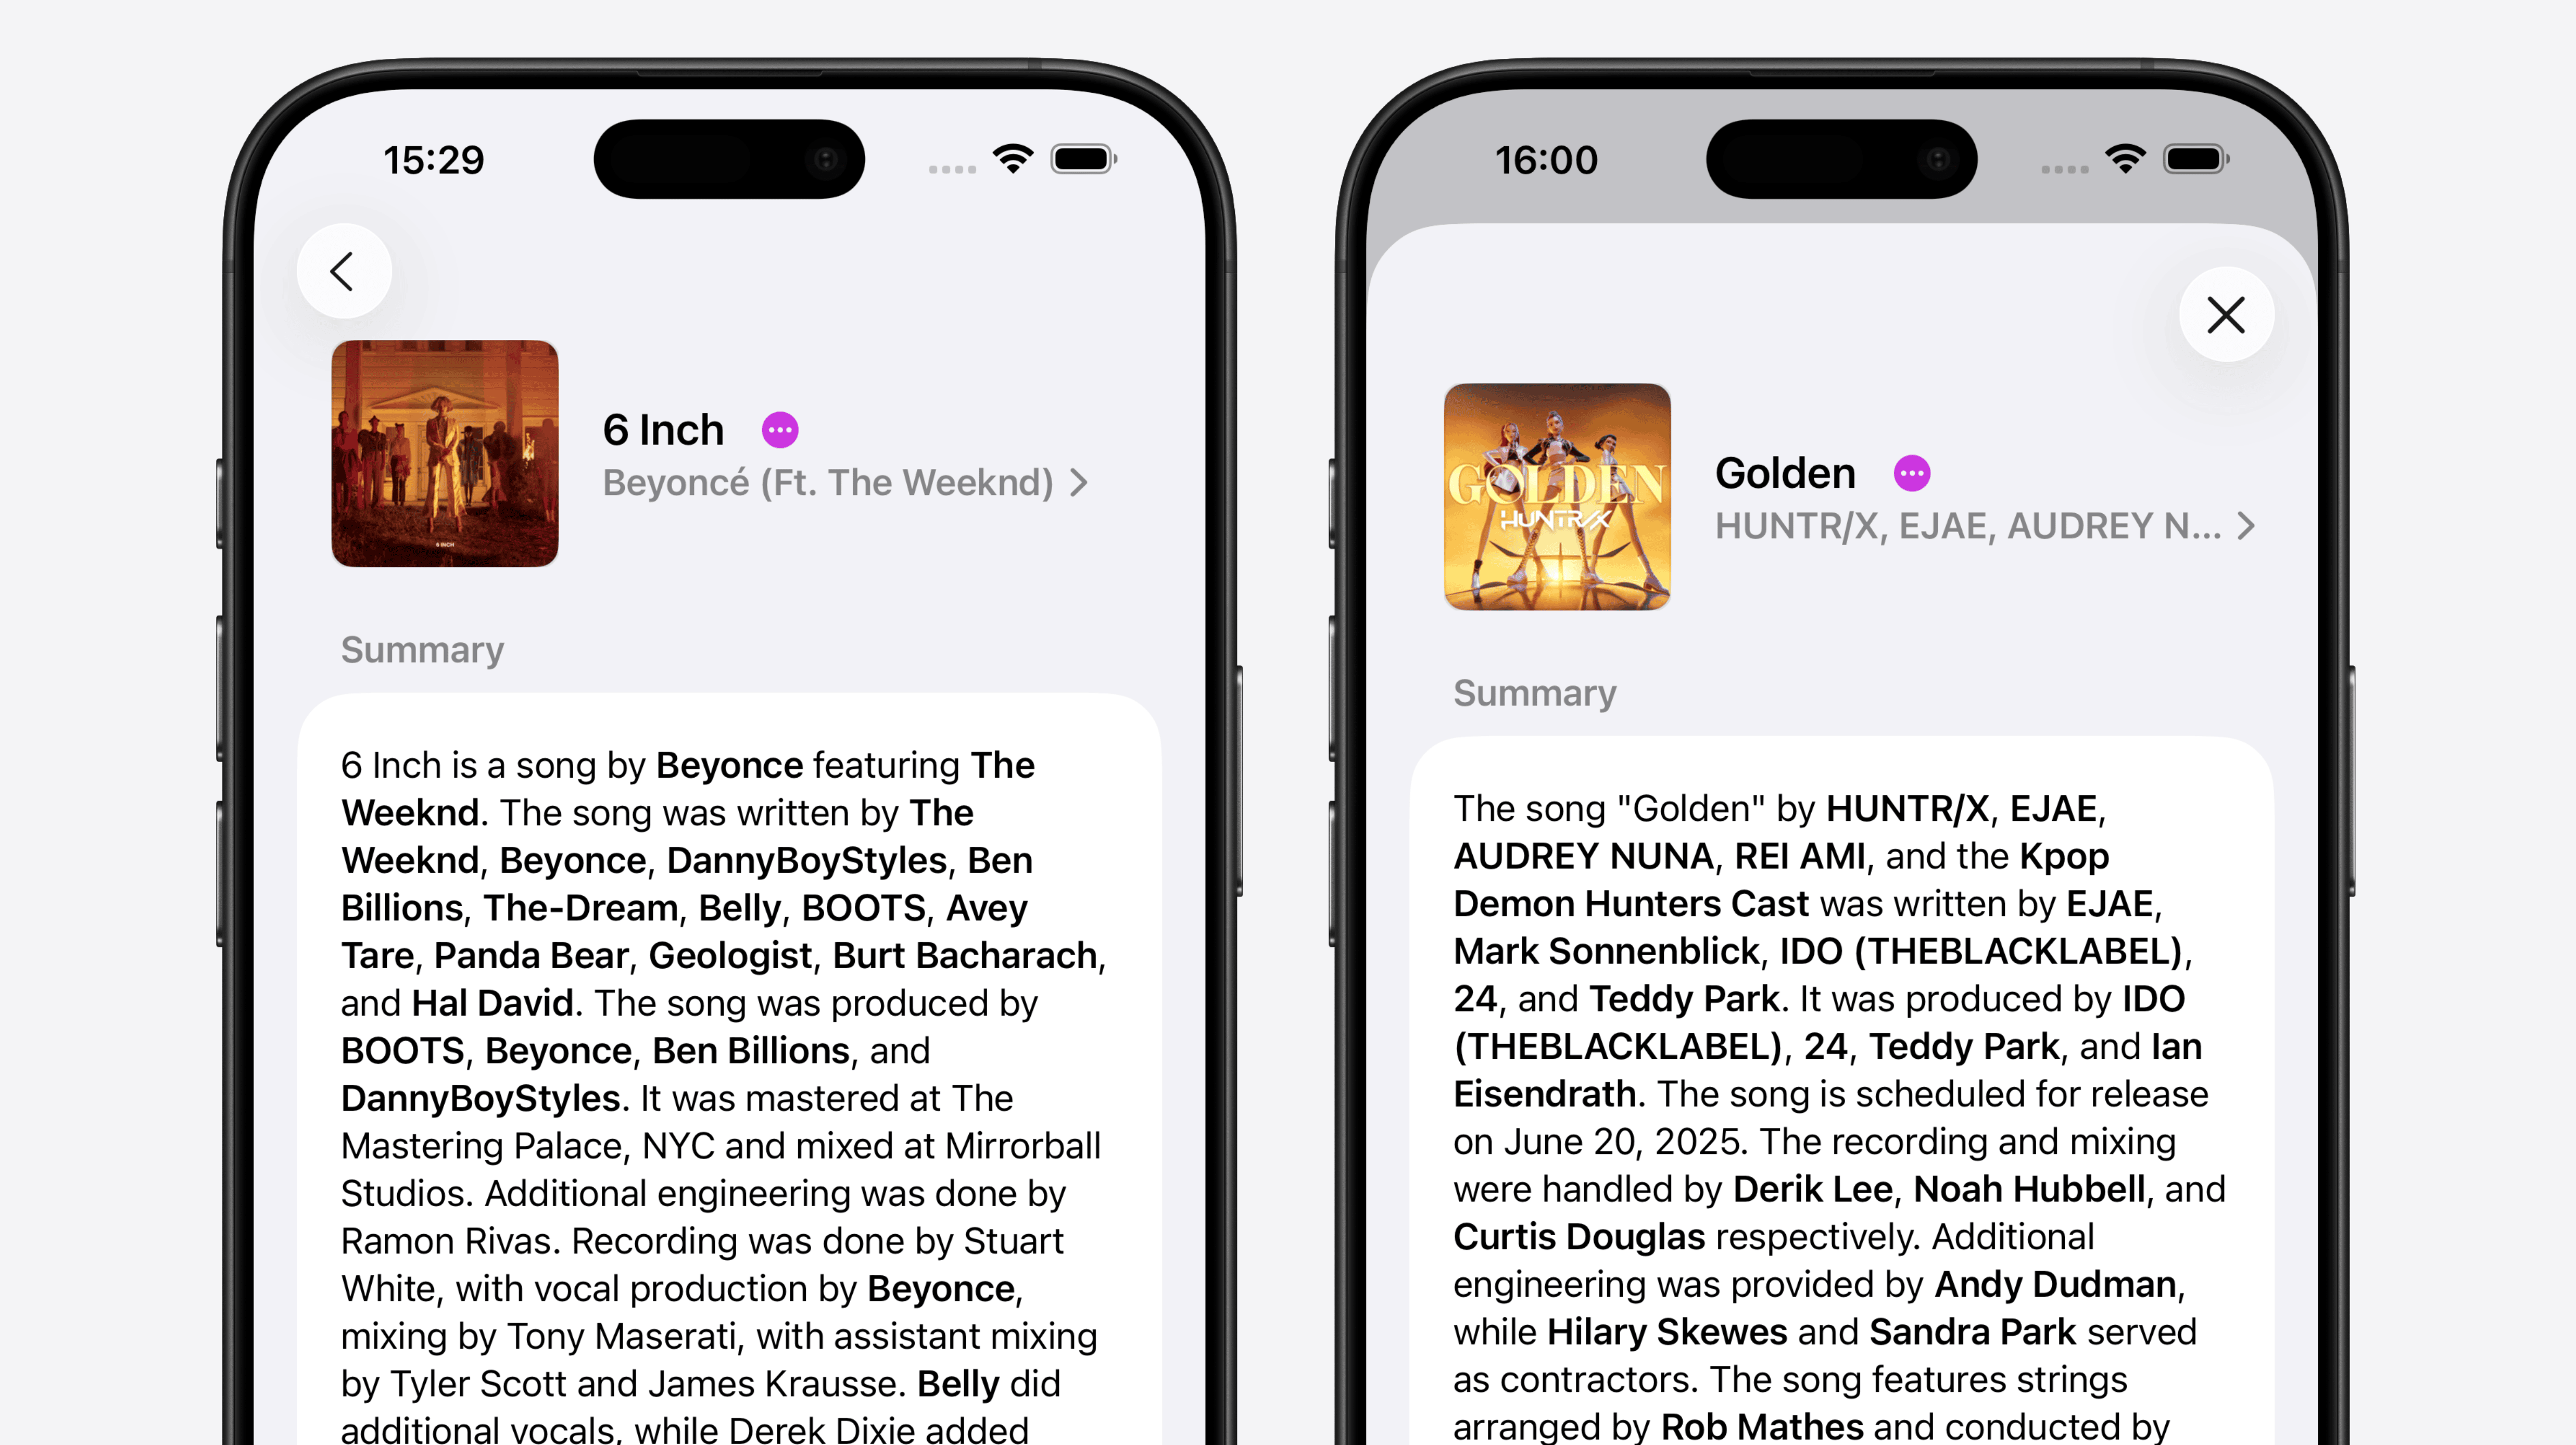 15:29
6 Inch
Beyoncé (Ft. The Weeknd)
6 INCH
Summary
6 Inch is a song by Beyonce featuring The
Weeknd. The song was written by The
Weeknd, Beyonce, DannyBoyStyles, Ben
Billions, The-Dream, Belly, BOOTS, Avey
Tare, Panda Bear, Geologist, Burt Bacharach,
and Hal David. The song was produced by
BOOTS, Beyonce, Ben Billions, and
DannyBoyStyles. It was mastered at The
Mastering Palace, NYC and mixed at Mirrorball
Studios. Additional engineering was done by
Ramon Rivas. Recording was done by Stuart
White, with vocal production by Beyonce,
mixing by Tony Maserati, with assistant mixing
by Tyler Scott and James Krausse. Belly did
additional vocals, while Derek Dixie added
16:00
GOLDEN
HUNTR/X
Golden
HUNTR/X, EJAE, AUDREY N...
Summary
The song "Golden" by HUNTR/X, EJAE,
AUDREY NUNA, REI AMI, and the Kpop
Demon Hunters Cast was written by EJAE,
Mark Sonnenblick, IDO (THEBLACKLABEL),
24, and Teddy Park. It was produced by IDO
(THEBLACKLABEL), 24, Teddy Park, and Ian
Eisendrath. The song is scheduled for release
on June 20, 2025. The recording and mixing
were handled by Derik Lee, Noah Hubbell, and
Curtis Douglas respectively. Additional
engineering was provided by Andy Dudman,
while Hilary Skewes and Sandra Park served
as contractors. The song features strings
arranged by Rob Mathes and conducted by